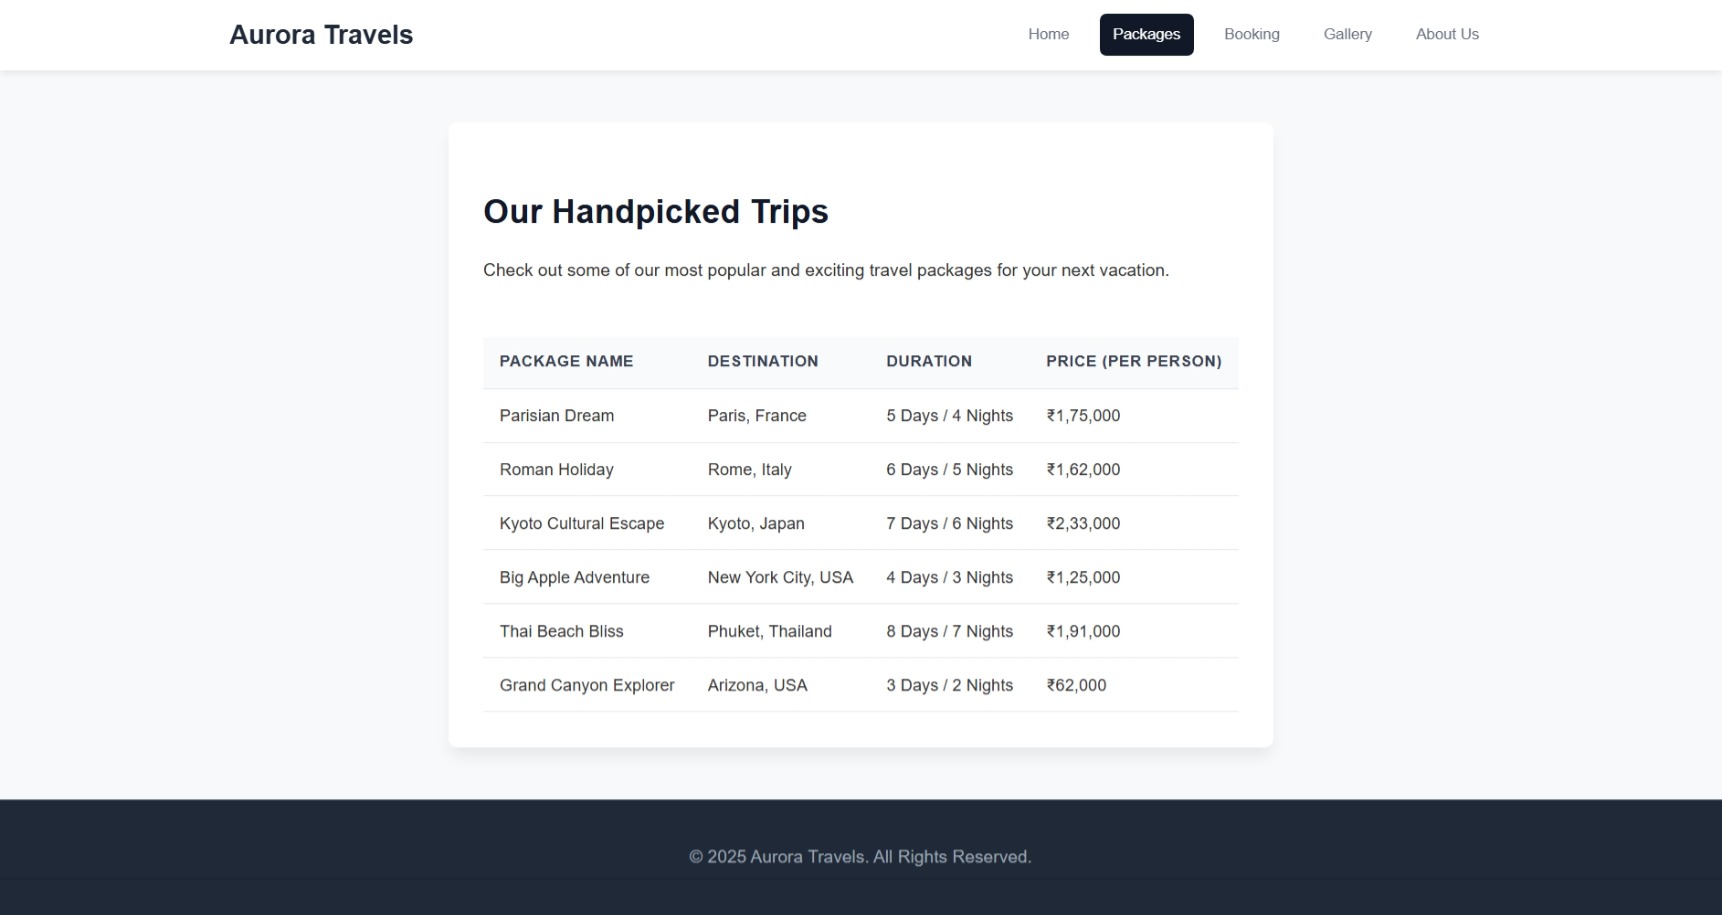 Aurora Travels
Home Packages Booking Gallery About Us
Our Handpicked Trips
Check out some of our most popular and exciting travel packages for your next vacation.
PACKAGE NAME DESTINATION DURATION PRICE (PER PERSON)
Parisian Dream Paris, France 5 Days / 4 Nights ₹1,75,000
Roman Holiday Rome, Italy 6 Days / 5 Nights ₹1,62,000
Kyoto Cultural Escape Kyoto, Japan 7 Days / 6 Nights ₹2,33,000
Big Apple Adventure New York City, USA 4 Days / 3 Nights ₹1,25,000
Thai Beach Bliss Phuket, Thailand 8 Days / 7 Nights ₹1,91,000
Grand Canyon Explorer Arizona, USA 3 Days / 2 Nights ₹62,000
© 2025 Aurora Travels. All Rights Reserved.